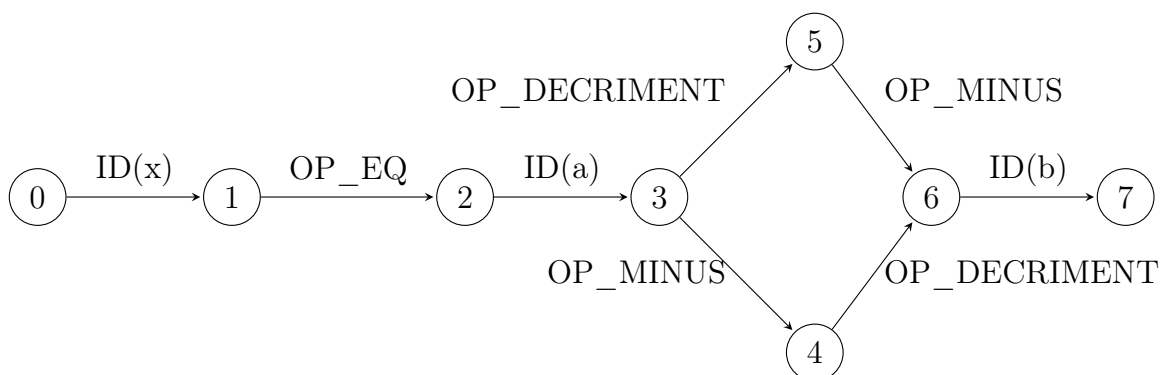 5
OP_DECRIMENT OP_MINUS
ID(x) OP_EQ ID(a) ID(b)
0 1 2 3 6 7
OP_MINUS OP_DECRIMENT
4